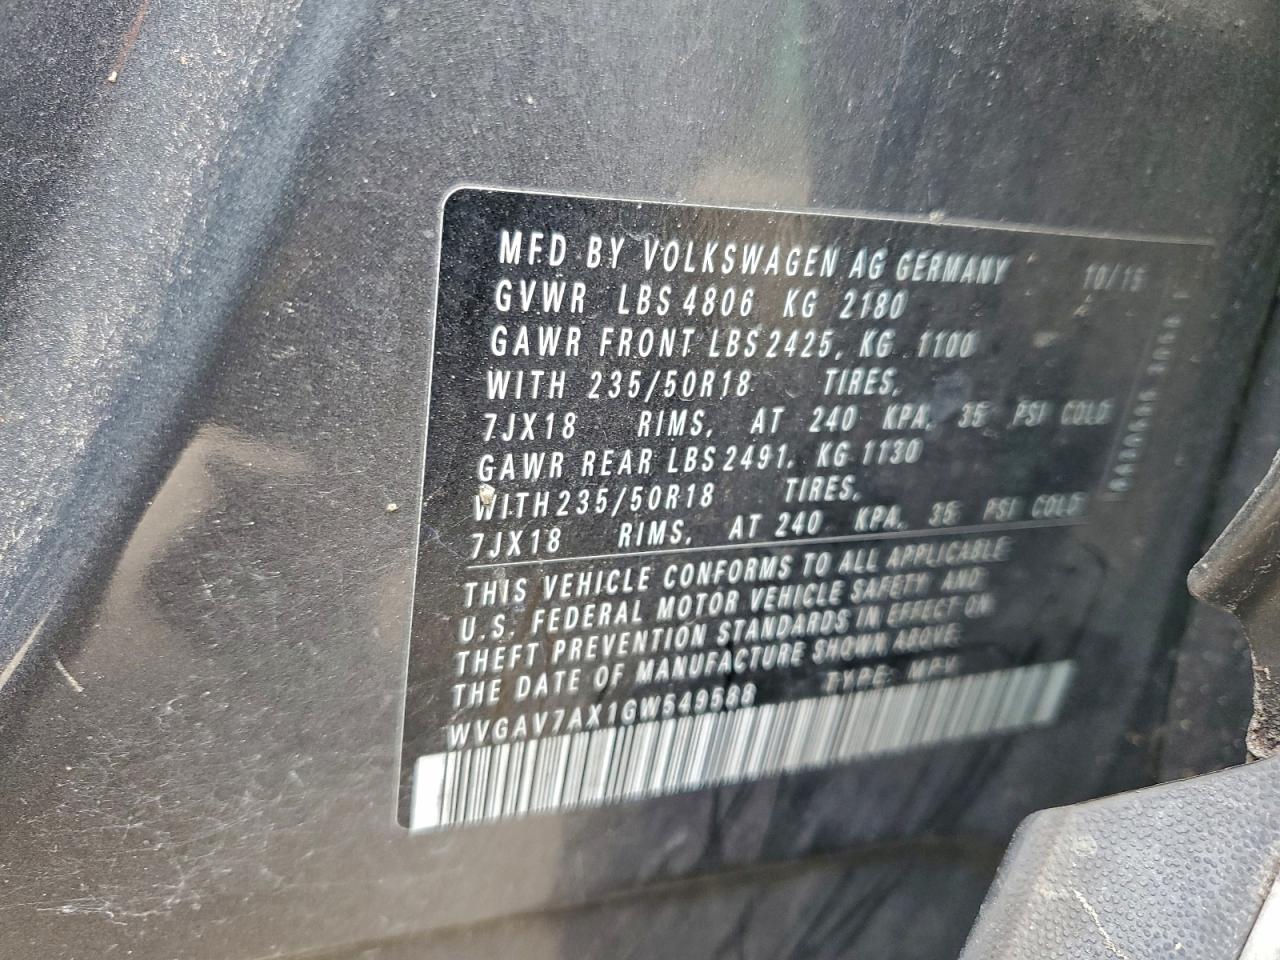 MFD BY VOLKSWAGEN AG GERMANY 10/15
GVWR LBS 4806 KG 2180
GAWR FRONT LBS 2425, KG 1100
WITH 235/50R18 TIRES,
7JX18 RIMS, AT 240 KPA, 35 PSI COLD
GAWR REAR LBS 2491, KG 1130
WITH 235/50R18 TIRES,
7JX18 RIMS, AT 240 KPA, 35 PSI COLD
THIS VEHICLE CONFORMS TO ALL APPLICABLE
U.S. FEDERAL MOTOR VEHICLE SAFETY AND
THEFT PREVENTION STANDARDS IN EFFECT ON
THE DATE OF MANUFACTURE SHOWN ABOVE.
WVGAV7AX1GW549588 TYPE: MPV